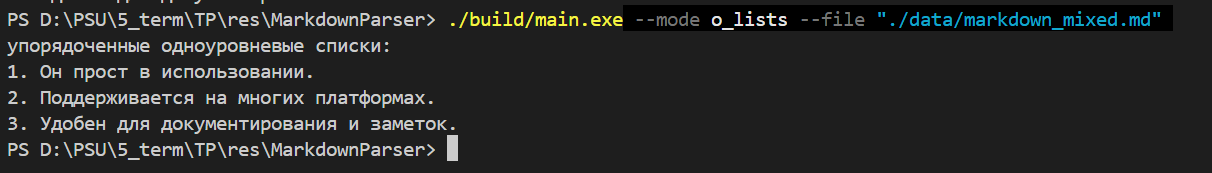 PS D:\PSU\5_term\TP\res\MarkdownParser> ./build/main.exe --mode o_lists --file "./data/markdown_mixed.md"
упорядоченные одноуровневые списки:
1. Он прост в использовании.
2. Поддерживается на многих платформах.
3. Удобен для документирования и заметок.
PS D:\PSU\5_term\TP\res\MarkdownParser>